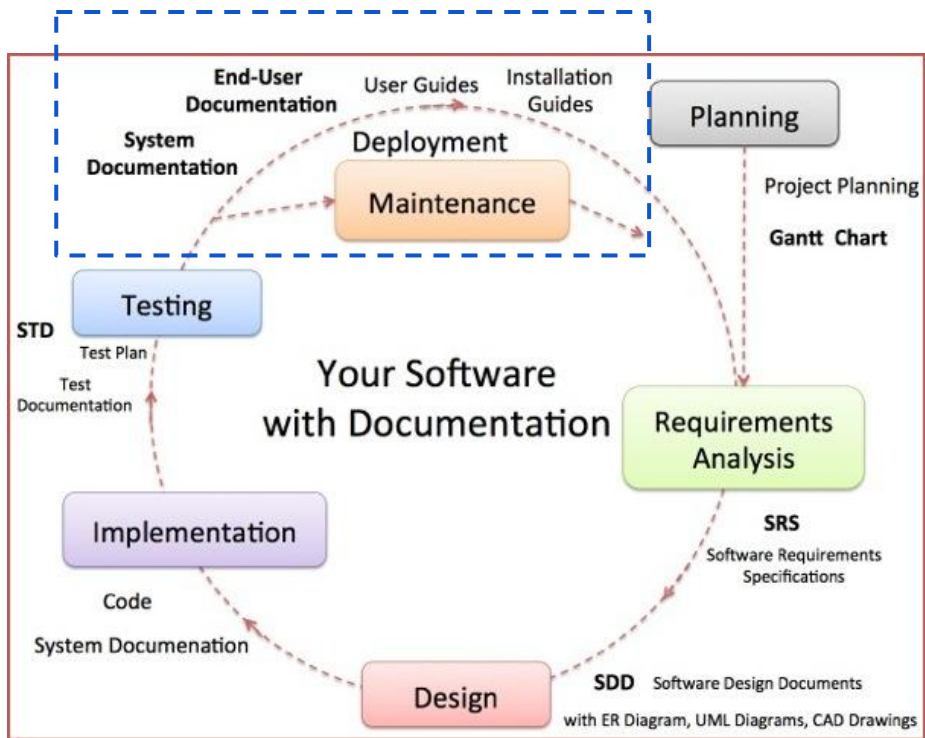 End-User
Documentation
User Guides
Installation
Guides
Planning
System
Documentation
Deployment
Maintenance
Project Planning
Gantt Chart
Testing
STD
Test Plan
Test
Documentation
Your Software
with Documentation
Requirements
Analysis
Implementation
SRS
Software Requirements
Specifications
Code
System Documenation
Design
SDD Software Design Documents
with ER Diagram, UML Diagrams, CAD Drawings